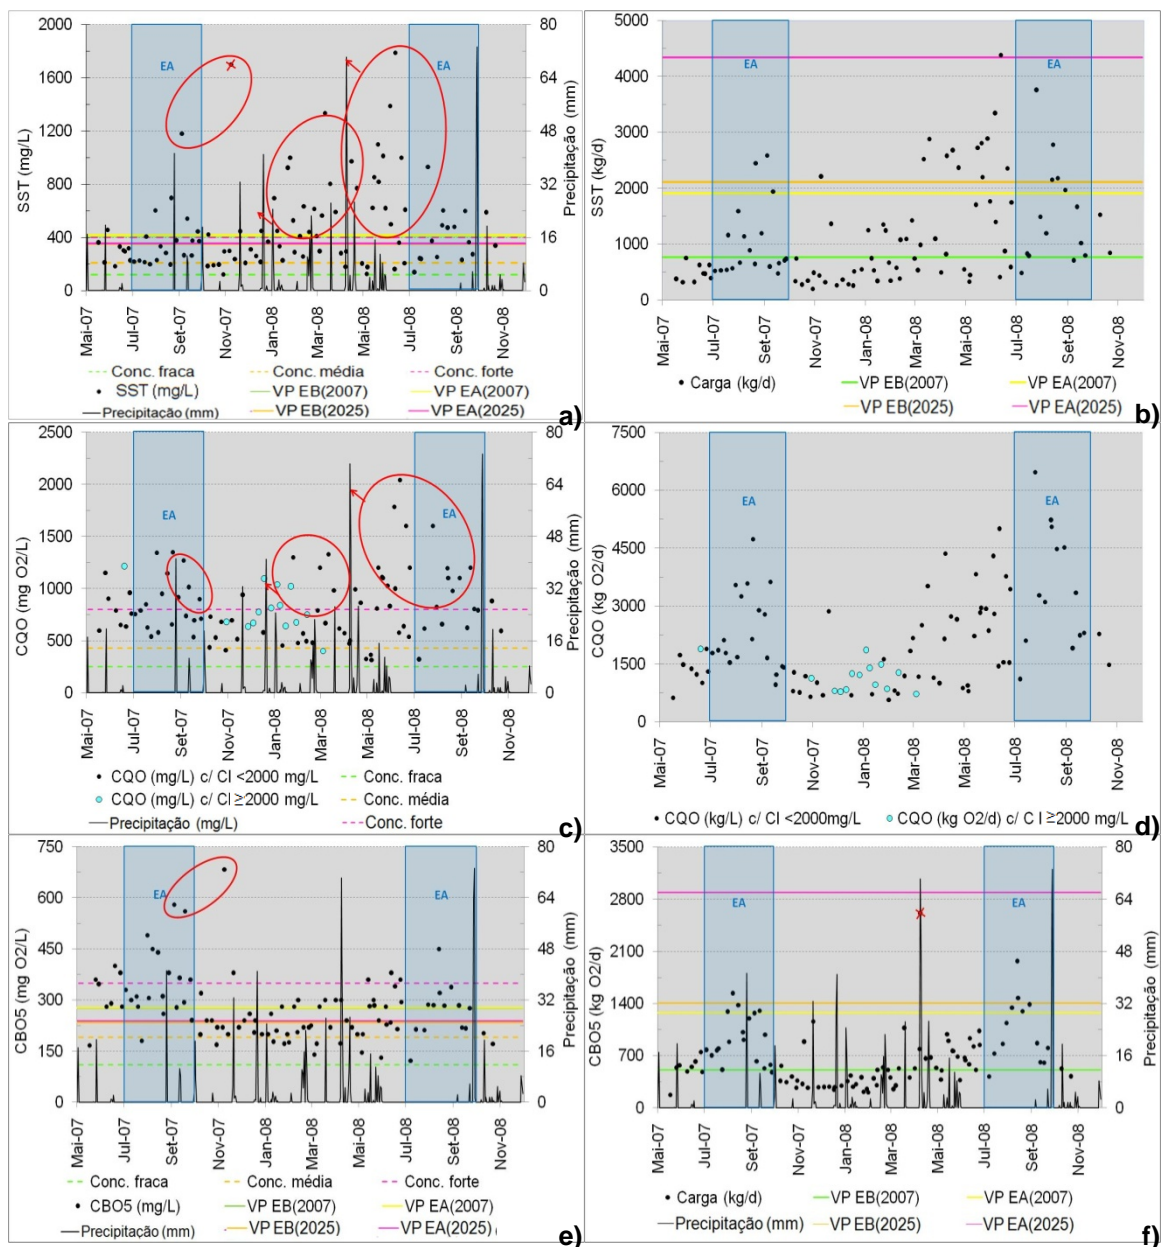 2000
1600
1200
800
400
0
SST (mg/L)
EA
EA
80
64
48
32
16
0
Precipitação (mm)
Mai-07
Jul-07
Set-07
Nov-07
Jan-08
Mar-08
Mai-08
Jul-08
Set-08
Nov-08
Conc. fraca
Conc. média
Conc. forte
SST (mg/L)
VP EB(2007)
VP EA(2007)
Precipitação (mm)
VP EB(2025)
VP EA(2025)
a)
5000
4000
3000
2000
1000
0
SST (kg/d)
EA
EA
Mai-07
Jul-07
Set-07
Nov-07
Jan-08
Mar-08
Mai-08
Jul-08
Set-08
Nov-08
Carga (kg/d)
VP EB(2007)
VP EA(2007)
VP EB(2025)
VP EA(2025)
b)
2500
2000
1500
1000
500
0
CQO (mg O2/L)
EA
EA
80
64
48
32
16
0
Precipitação (mm)
Mai-07
Jul-07
Set-07
Nov-07
Jan-08
Mar-08
Mai-08
Jul-08
Set-08
Nov-08
CQO (mg/L) c/ Cl <2000 mg/L
Conc. fraca
CQO (mg/L) c/ Cl ≥2000 mg/L
Conc. média
Precipitação (mg/L)
Conc. forte
c)
7500
6000
4500
3000
1500
0
CQO (kg O2/d)
EA
EA
Mai-07
Jul-07
Set-07
Nov-07
Jan-08
Mar-08
Mai-08
Jul-08
Set-08
Nov-08
CQO (kg/L) c/ Cl <2000mg/L
CQO (kg O2/d) c/ C l ≥2000 mg/L
d)
750
600
450
300
150
0
CBO5 (mg O2/L)
EA
EA
80
64
48
32
16
0
Precipitação (mm)
Mai-07
Jul-07
Set-07
Nov-07
Jan-08
Mar-08
Mai-08
Jul-08
Set-08
Nov-08
Conc. fraca
Conc. média
Conc. forte
CBO5 (mg/L)
VP EB(2007)
VP EA(2007)
Precipitação (mm)
VP EB(2025)
VP EA(2025)
e)
3500
2800
2100
1400
700
0
CBO5 (kg O2/d)
EA
EA
80
64
48
32
16
0
Precipitação (mm)
Mai-07
Jul-07
Set-07
Nov-07
Jan-08
Mar-08
Mai-08
Jul-08
Set-08
Nov-08
Carga (kg/d)
VP EB(2007)
VP EA(2007)
Precipitação (mm)
VP EB(2025)
VP EA(2025)
f)